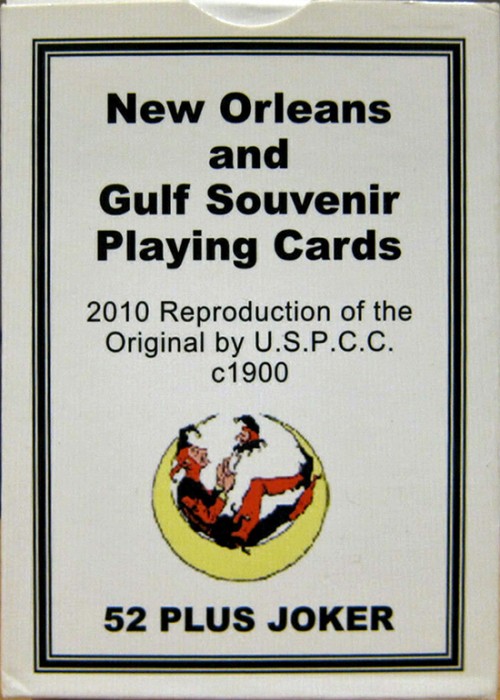 New Orleans
and
Gulf Souvenir
Playing Cards
2010 Reproduction of the
Original by U.S.P.C.C.
c1900
52 PLUS JOKER